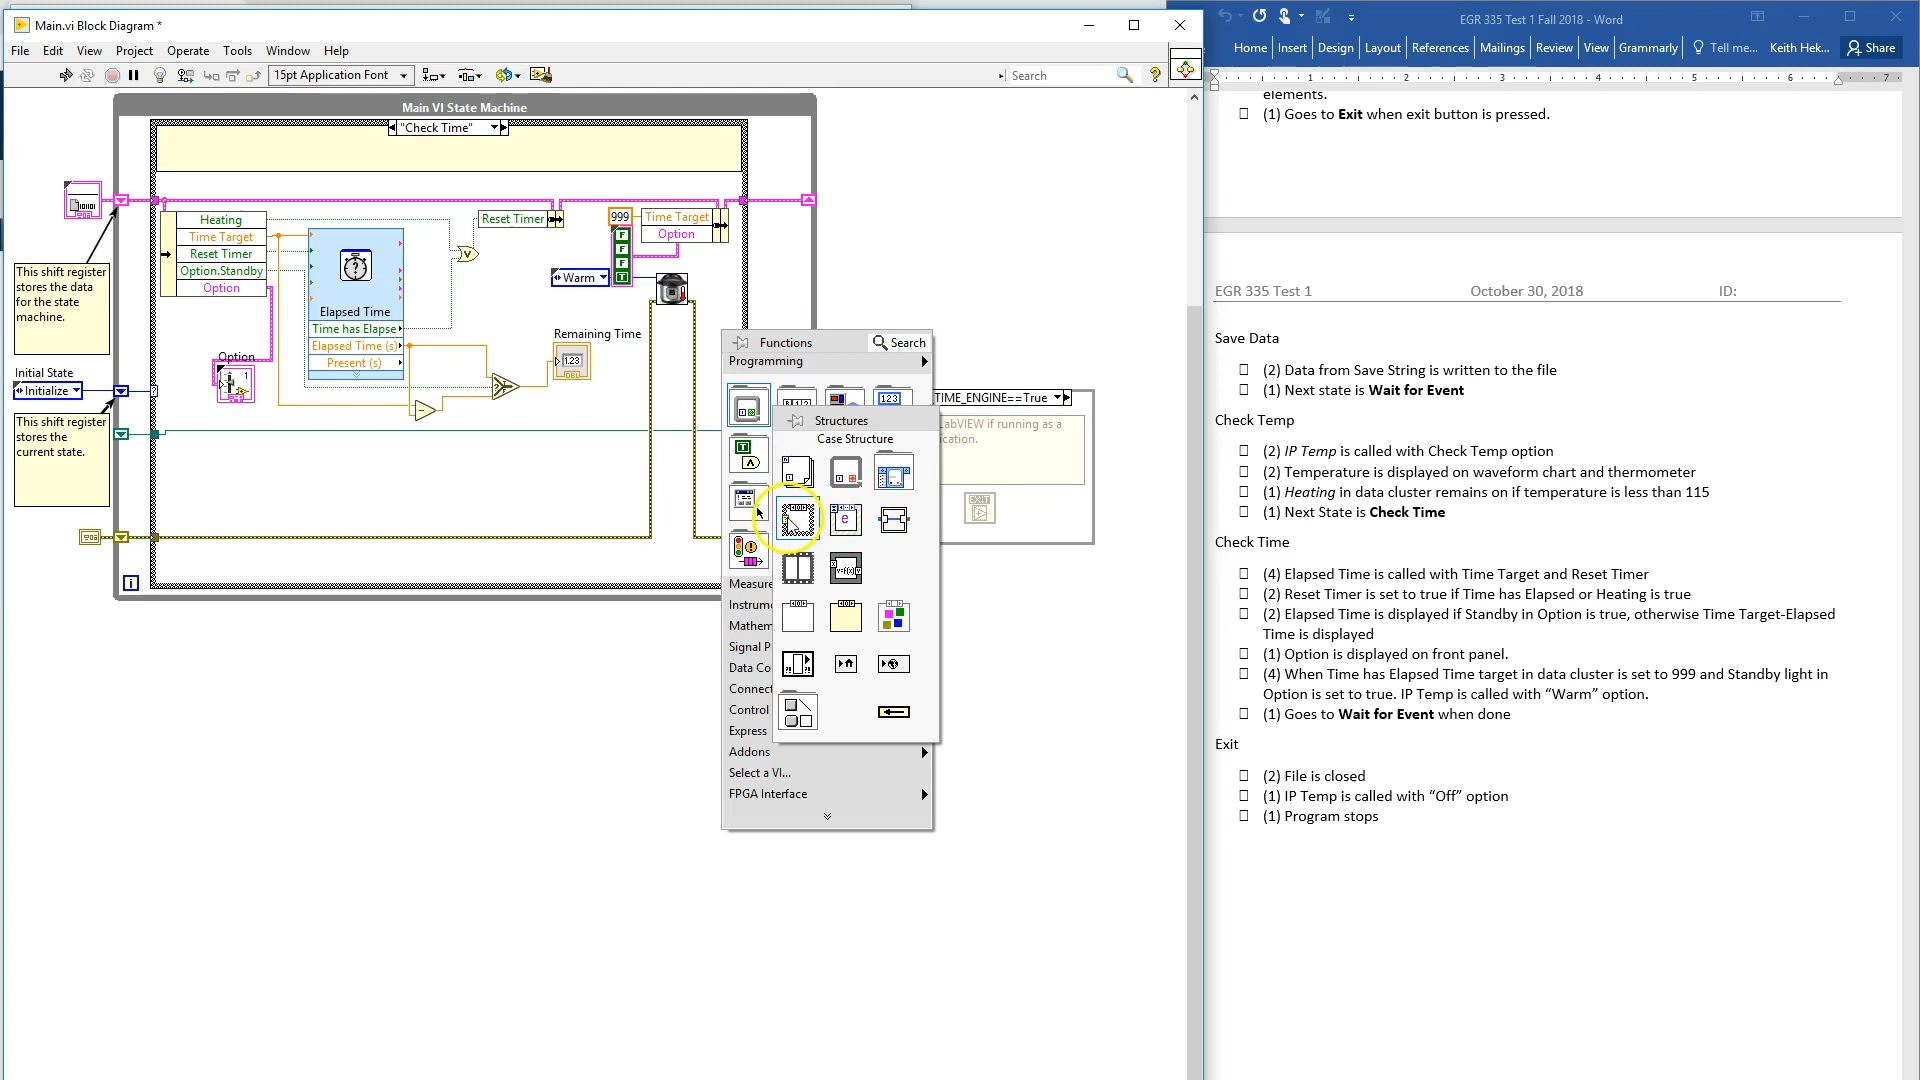 Main.vi Block Diagram *
File Edit View Project Operate Tools Window Help
15pt Application Font
Search
Main VI State Machine
"Check Time"
Heating
Time Target
Reset Timer
Option.Standby
Option
Elapsed Time
Time has Elapse
Elapsed Time (s)
Present (s)
Reset Timer
999
Time Target
Option
F
F
F
T
Warm
Remaining Time
1.23
DBL
Option
This shift register
stores the data
for the state
machine.
Initial State
Initialize
This shift register
stores the
current state.
i
Functions
Search
Programming
Structures
Case Structure
Measure
Instrume
Mathem
Signal P
Data Co
Connect
Control
Express
Addons
Select a VI...
FPGA Interface
TIME_ENGINE==True
LabVIEW if running as a
ication.
EXIT
EGR 335 Test 1 Fall 2018 - Word
Home Insert Design Layout References Mailings Review View Grammarly Tell me... Keith Hek... Share
1 2 3 4 5 6 7
elements.
(1) Goes to Exit when exit button is pressed.
EGR 335 Test 1 October 30, 2018 ID:
Save Data
(2) Data from Save String is written to the file
(1) Next state is Wait for Event
Check Temp
(2) IP Temp is called with Check Temp option
(2) Temperature is displayed on waveform chart and thermometer
(1) Heating in data cluster remains on if temperature is less than 115
(1) Next State is Check Time
Check Time
(4) Elapsed Time is called with Time Target and Reset Timer
(2) Reset Timer is set to true if Time has Elapsed or Heating is true
(2) Elapsed Time is displayed if Standby in Option is true, otherwise Time Target-Elapsed
Time is displayed
(1) Option is displayed on front panel.
(4) When Time has Elapsed Time target in data cluster is set to 999 and Standby light in
Option is set to true. IP Temp is called with “Warm” option.
(1) Goes to Wait for Event when done
Exit
(2) File is closed
(1) IP Temp is called with “Off” option
(1) Program stops